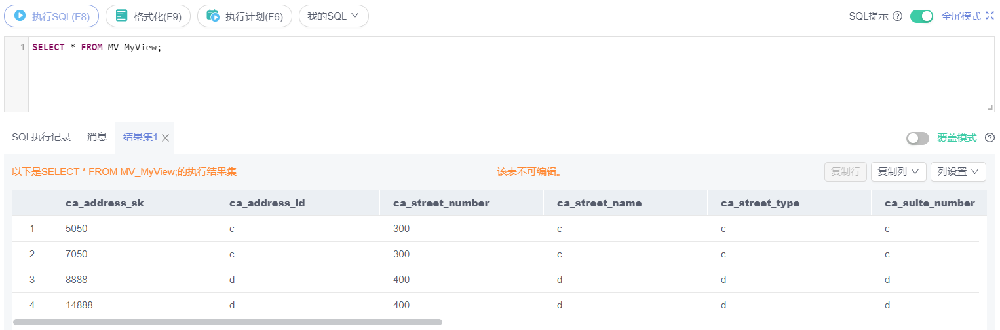 执行SQL(F8) 格式化(F9) 执行计划(F6) 我的SQL SQL提示 全屏模式
1 SELECT * FROM MV_MyView;
SQL执行记录 消息 结果集1 覆盖模式
以下是SELECT * FROM MV_MyView;的执行结果集 该表不可编辑。 复制行 复制列 列设置
ca_address_sk ca_address_id ca_street_number ca_street_name ca_street_type ca_suite_number
1 5050 c 300 c c c
2 7050 c 300 c c c
3 8888 d 400 d d d
4 14888 d 400 d d d